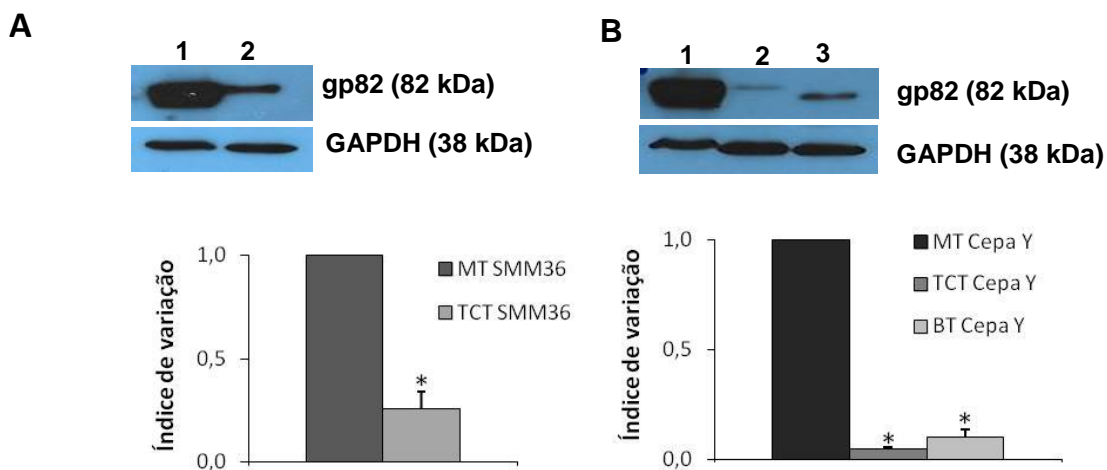 A
1 2
gp82 (82 kDa)
GAPDH (38 kDa)
Índice de variação
1,0
0,5
0,0
*
MT SMM36
TCT SMM36
B
1 2 3
gp82 (82 kDa)
GAPDH (38 kDa)
Índice de variação
1,0
0,5
0,0
*
*
MT Cepa Y
TCT Cepa Y
BT Cepa Y